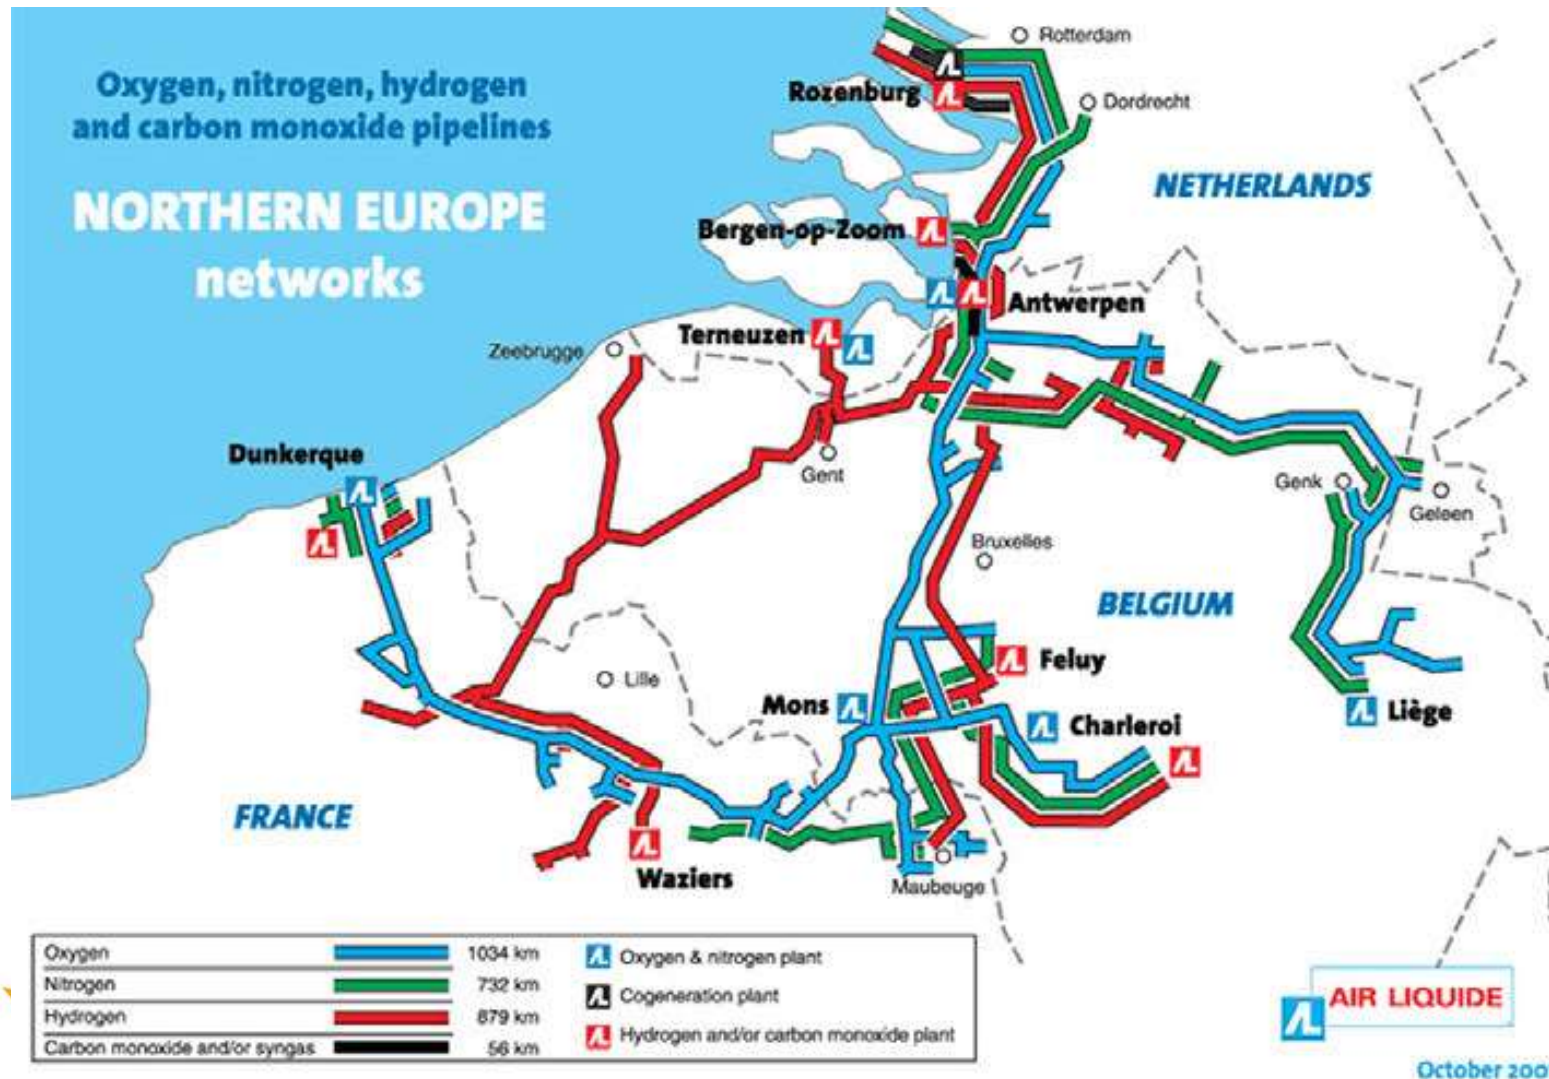 Oxygen, nitrogen, hydrogen
and carbon monoxide pipelines
NORTHERN EUROPE
networks
Rotterdam
Rozenburg
Dordrecht
NETHERLANDS
Bergen-op-Zoom
Antwerpen
Terneuzen
Zeebrugge
Dunkerque
Gent
Genk
Geleen
Bruxelles
BELGIUM
Feluy
Lille
Mons
Charleroi
Liège
FRANCE
Waziers
Maubeuge
Oxygen 1034 km
Nitrogen 732 km
Hydrogen 879 km
Carbon monoxide and/or syngas 56 km
Oxygen & nitrogen plant
Cogeneration plant
Hydrogen and/or carbon monoxide plant
AIR LIQUIDE
October 200